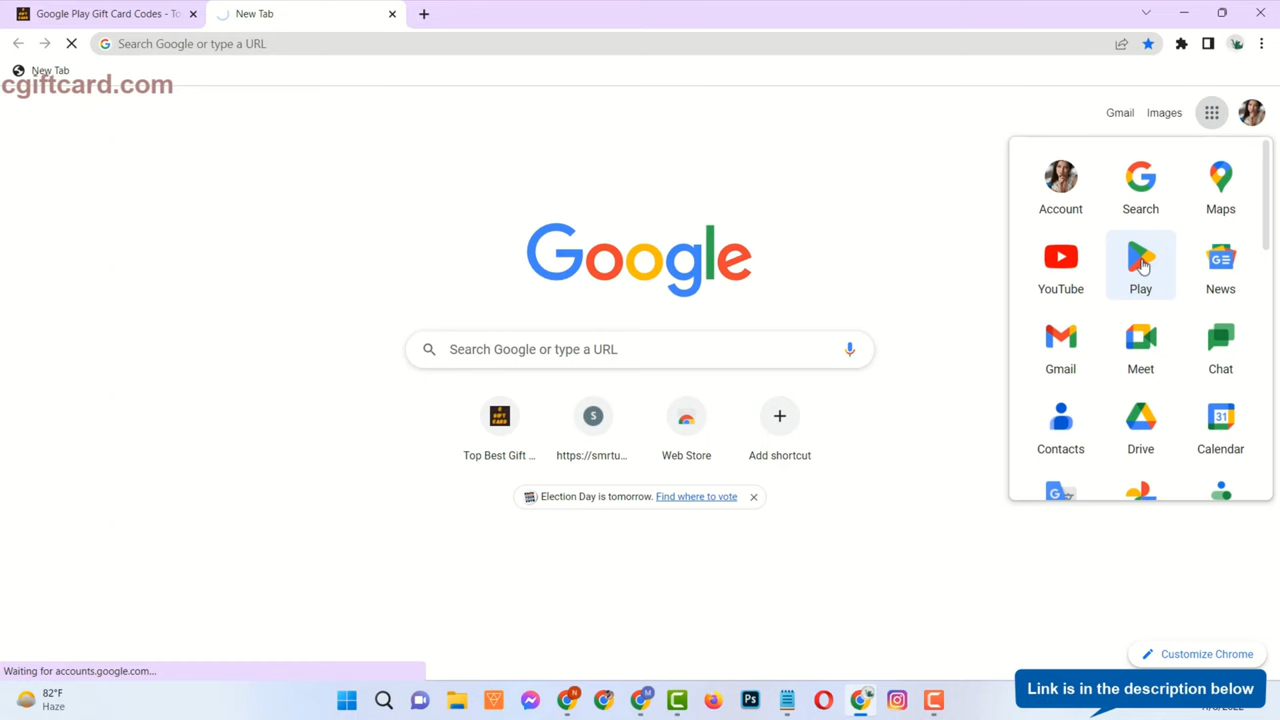 Google Play Gift Card Codes - To
New Tab
Search Google or type a URL
New Tab
cgiftcard.com
Gmail
Images
Account
Search
Maps
YouTube
Play
News
Gmail
Meet
Chat
Contacts
Drive
Calendar
Google
Search Google or type a URL
Top Best Gift ...
https://smrtu...
Web Store
Add shortcut
Election Day is tomorrow. Find where to vote
Customize Chrome
Waiting for accounts.google.com...
Link is in the description below
82°F
Haze